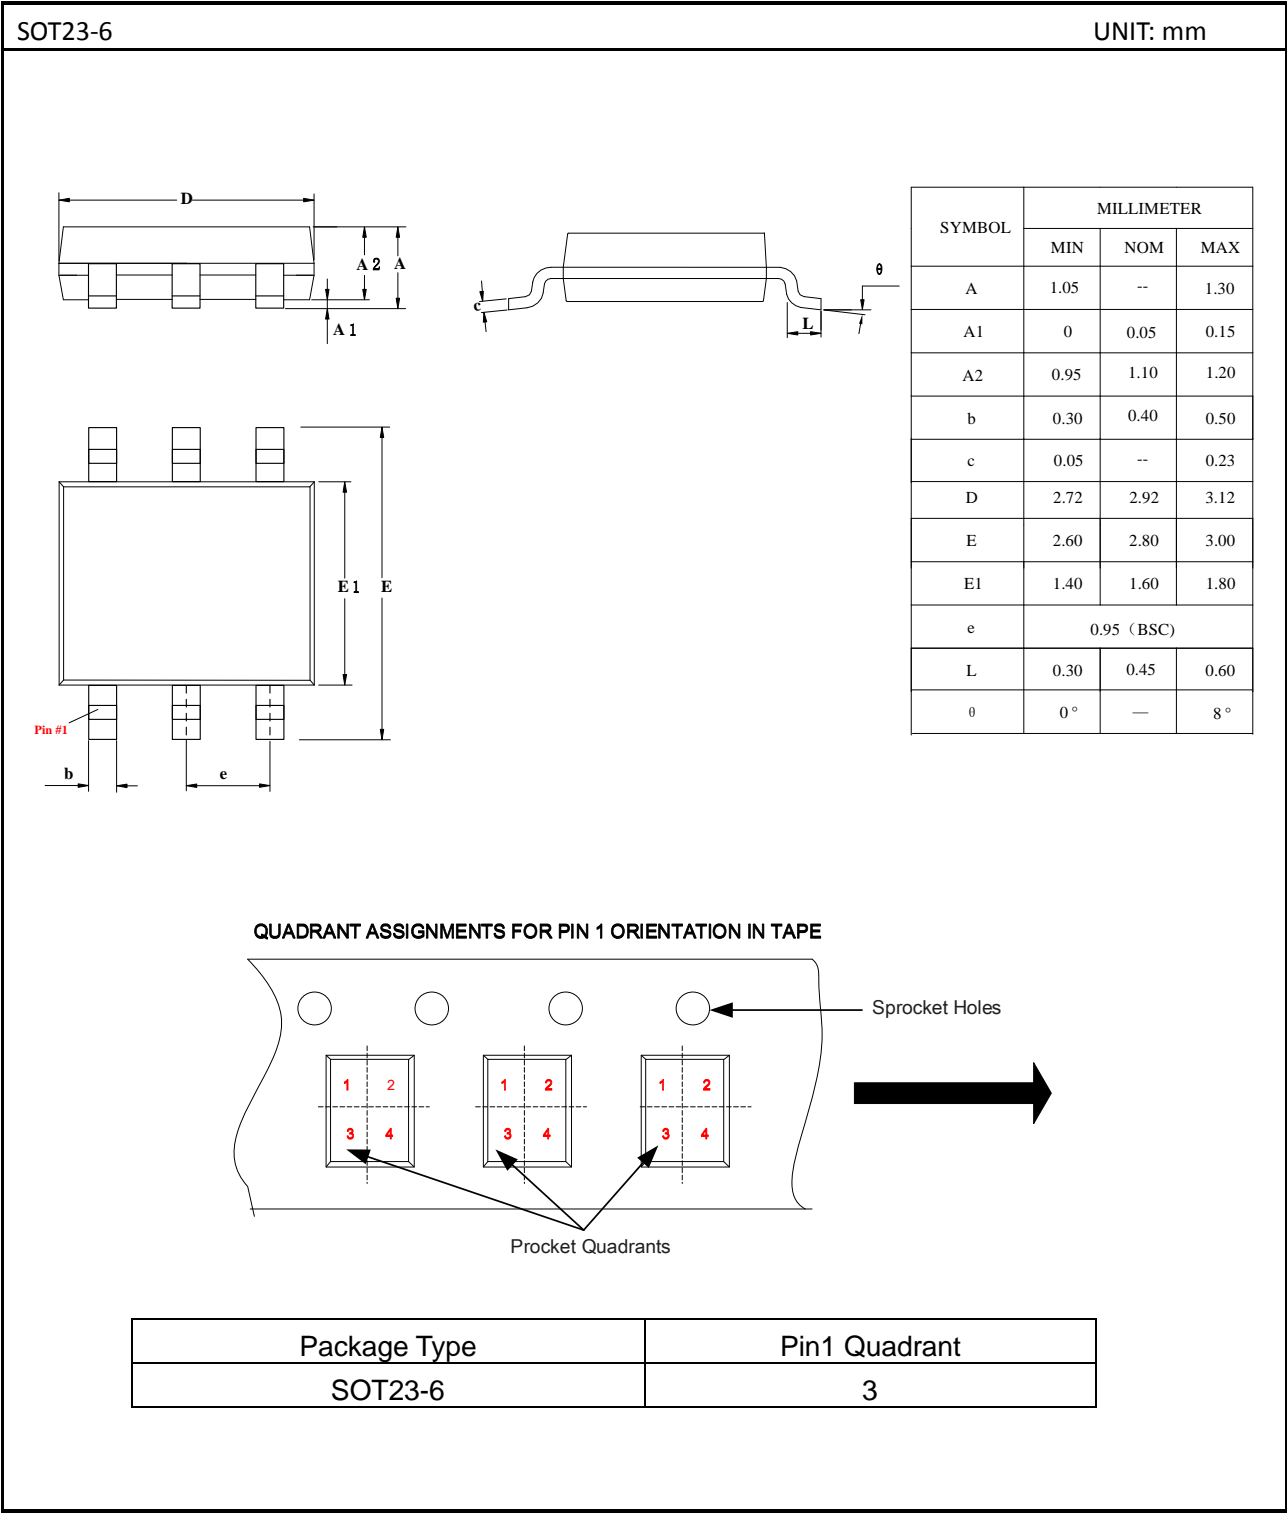 SOT23-6 UNIT: mm
D
A 2 A
A 1
c
L
θ
E 1 E
Pin #1
b e
SYMBOL MILLIMETER
MIN NOM MAX
A 1.05 -- 1.30
A1 0 0.05 0.15
A2 0.95 1.10 1.20
b 0.30 0.40 0.50
c 0.05 -- 0.23
D 2.72 2.92 3.12
E 2.60 2.80 3.00
E1 1.40 1.60 1.80
e 0.95（BSC)
L 0.30 0.45 0.60
θ 0° — 8°
QUADRANT ASSIGNMENTS FOR PIN 1 ORIENTATION IN TAPE
Sprocket Holes
1 2 1 2 1 2
3 4 3 4 3 4
Procket Quadrants
Package Type Pin1 Quadrant
SOT23-6 3